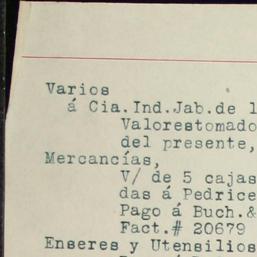 Varios
á Cia.Ind.Jab.de l
Valorestomado
del presente,
Mercancías,
V/ de 5 cajas
das á Pedrice
Pago á Buch.&
Fact.# 20679
Enseres y Utensilios